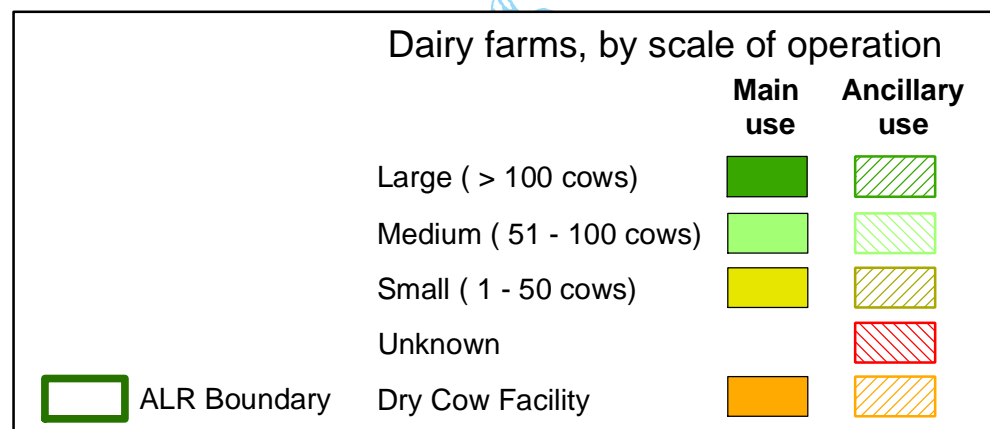 Dairy farms, by scale of operation
Main use
Ancillary use
Large ( > 100 cows)
Medium ( 51 - 100 cows)
Small ( 1 - 50 cows)
Unknown
ALR Boundary
Dry Cow Facility